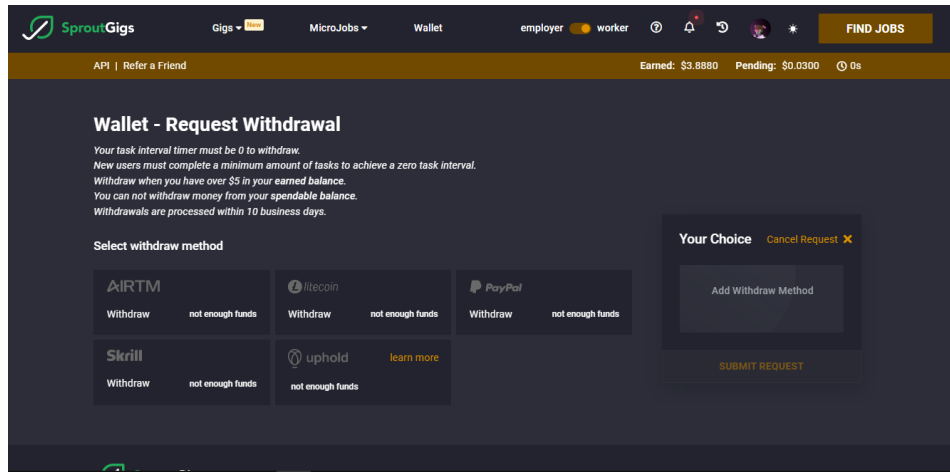 SproutGigs Gigs New MicroJobs Wallet employer worker FIND JOBS
API | Refer a Friend Earned: $3.8880 Pending: $0.0300 0s
Wallet - Request Withdrawal
Your task interval timer must be 0 to withdraw.
New users must complete a minimum amount of tasks to achieve a zero task interval.
Withdraw when you have over $5 in your earned balance.
You can not withdraw money from your spendable balance.
Withdrawals are processed within 10 business days.
Select withdraw method
AIRTM
Withdraw not enough funds
litecoin
Withdraw not enough funds
PayPal
Withdraw not enough funds
Skrill
Withdraw not enough funds
uphold learn more
not enough funds
Your Choice Cancel Request X
Add Withdraw Method
SUBMIT REQUEST